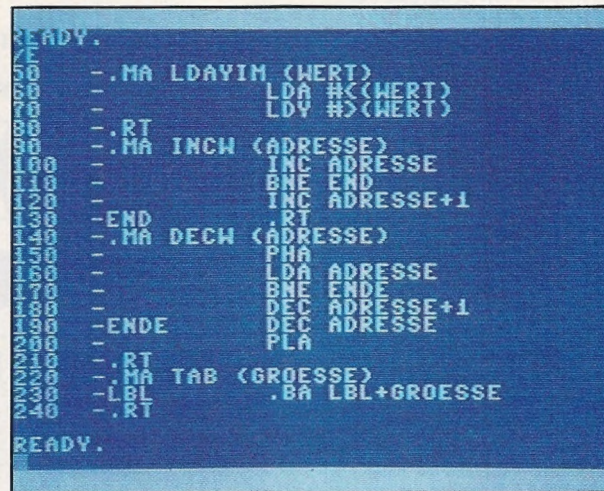 READY.
/E
50 -.MA LDAYIM (WERT)
60 - LDA #<(WERT)
70 - LDY #>(WERT)
80 -.RT
90 -.MA INCW (ADRESSE)
100 - INC ADRESSE
110 - BNE END
120 - INC ADRESSE+1
130 -END .RT
140 -.MA DECW (ADRESSE)
150 - PHA
160 - LDA ADRESSE
170 - BNE ENDE
180 - DEC ADRESSE+1
190 -ENDE DEC ADRESSE
200 - PLA
210 -.RT
220 -.MA TAB (GROESSE)
230 -LBL .BA LBL+GROESSE
240 -.RT
READY.